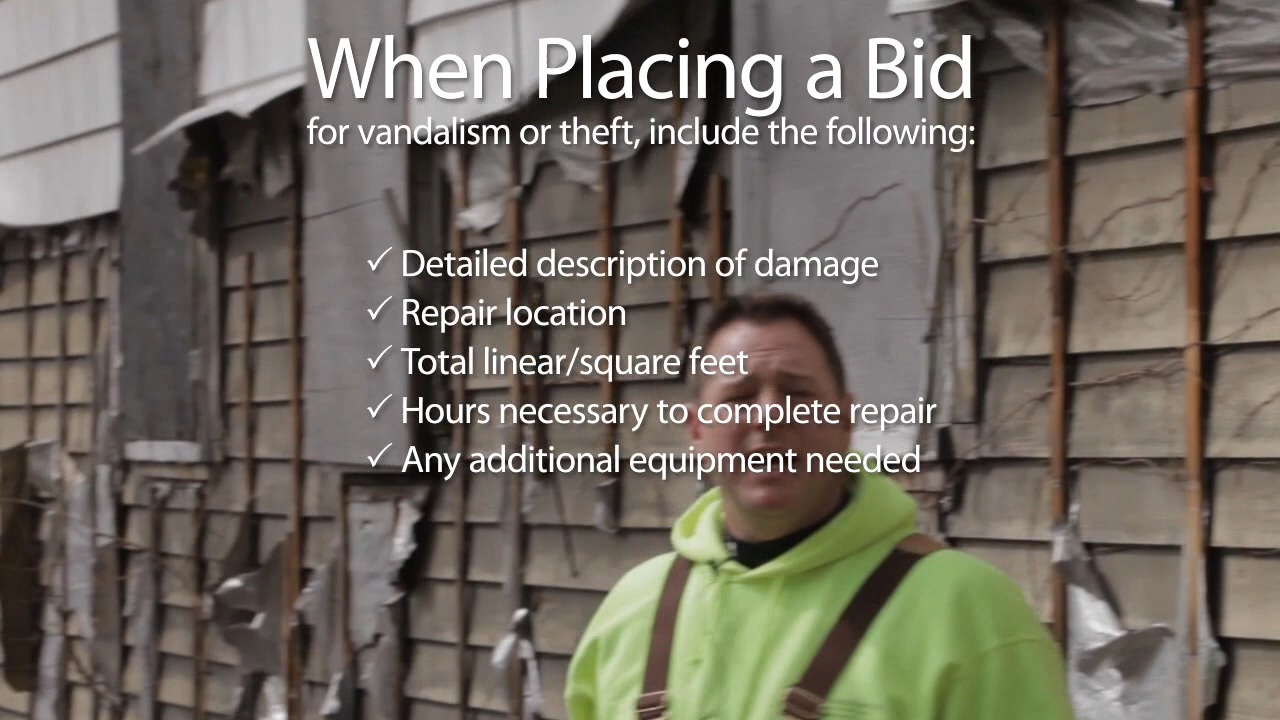 When Placing a Bid
for vandalism or theft, include the following:
✓ Detailed description of damage
✓ Repair location
✓ Total linear/square feet
✓ Hours necessary to complete repair
✓ Any additional equipment needed